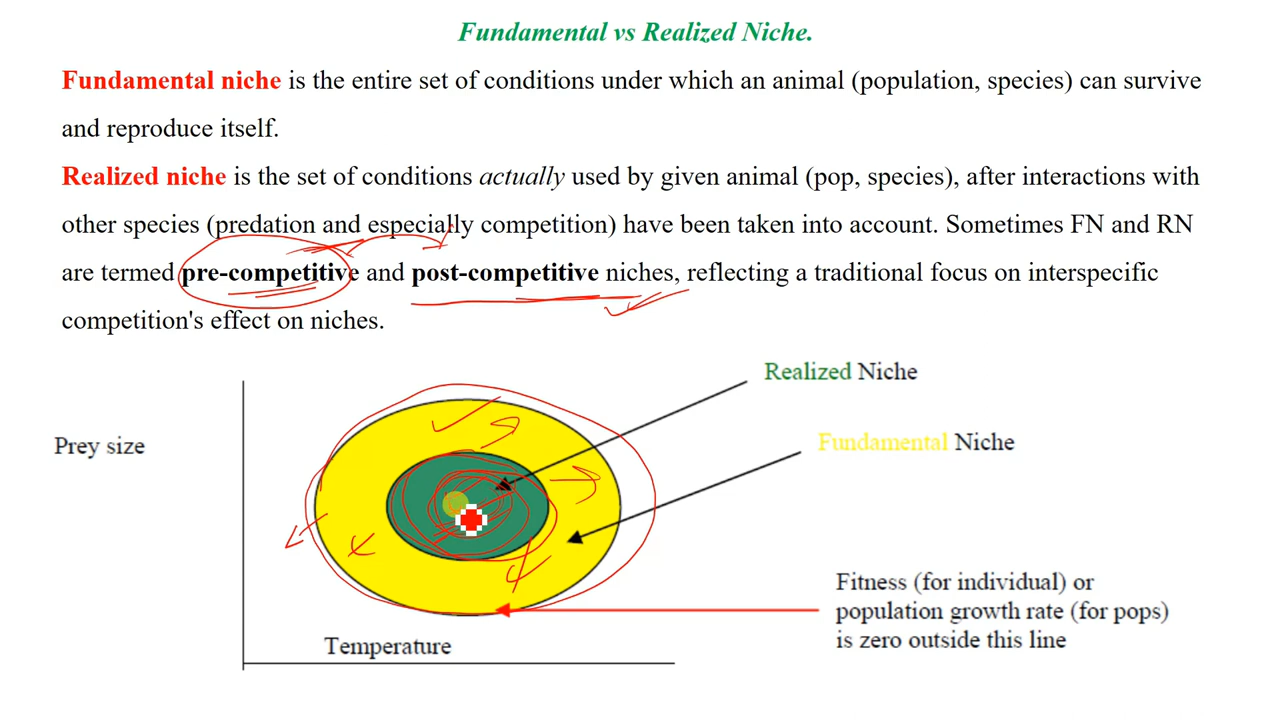 Fundamental vs Realized Niche.
Fundamental niche is the entire set of conditions under which an animal (population, species) can survive
and reproduce itself.
Realized niche is the set of conditions actually used by given animal (pop, species), after interactions with
other species (predation and especially competition) have been taken into account. Sometimes FN and RN
are termed pre-competitive and post-competitive niches, reflecting a traditional focus on interspecific
competition's effect on niches.
Realized Niche
Prey size
Fundamental Niche
Fitness (for individual) or
population growth rate (for pops)
is zero outside this line
Temperature